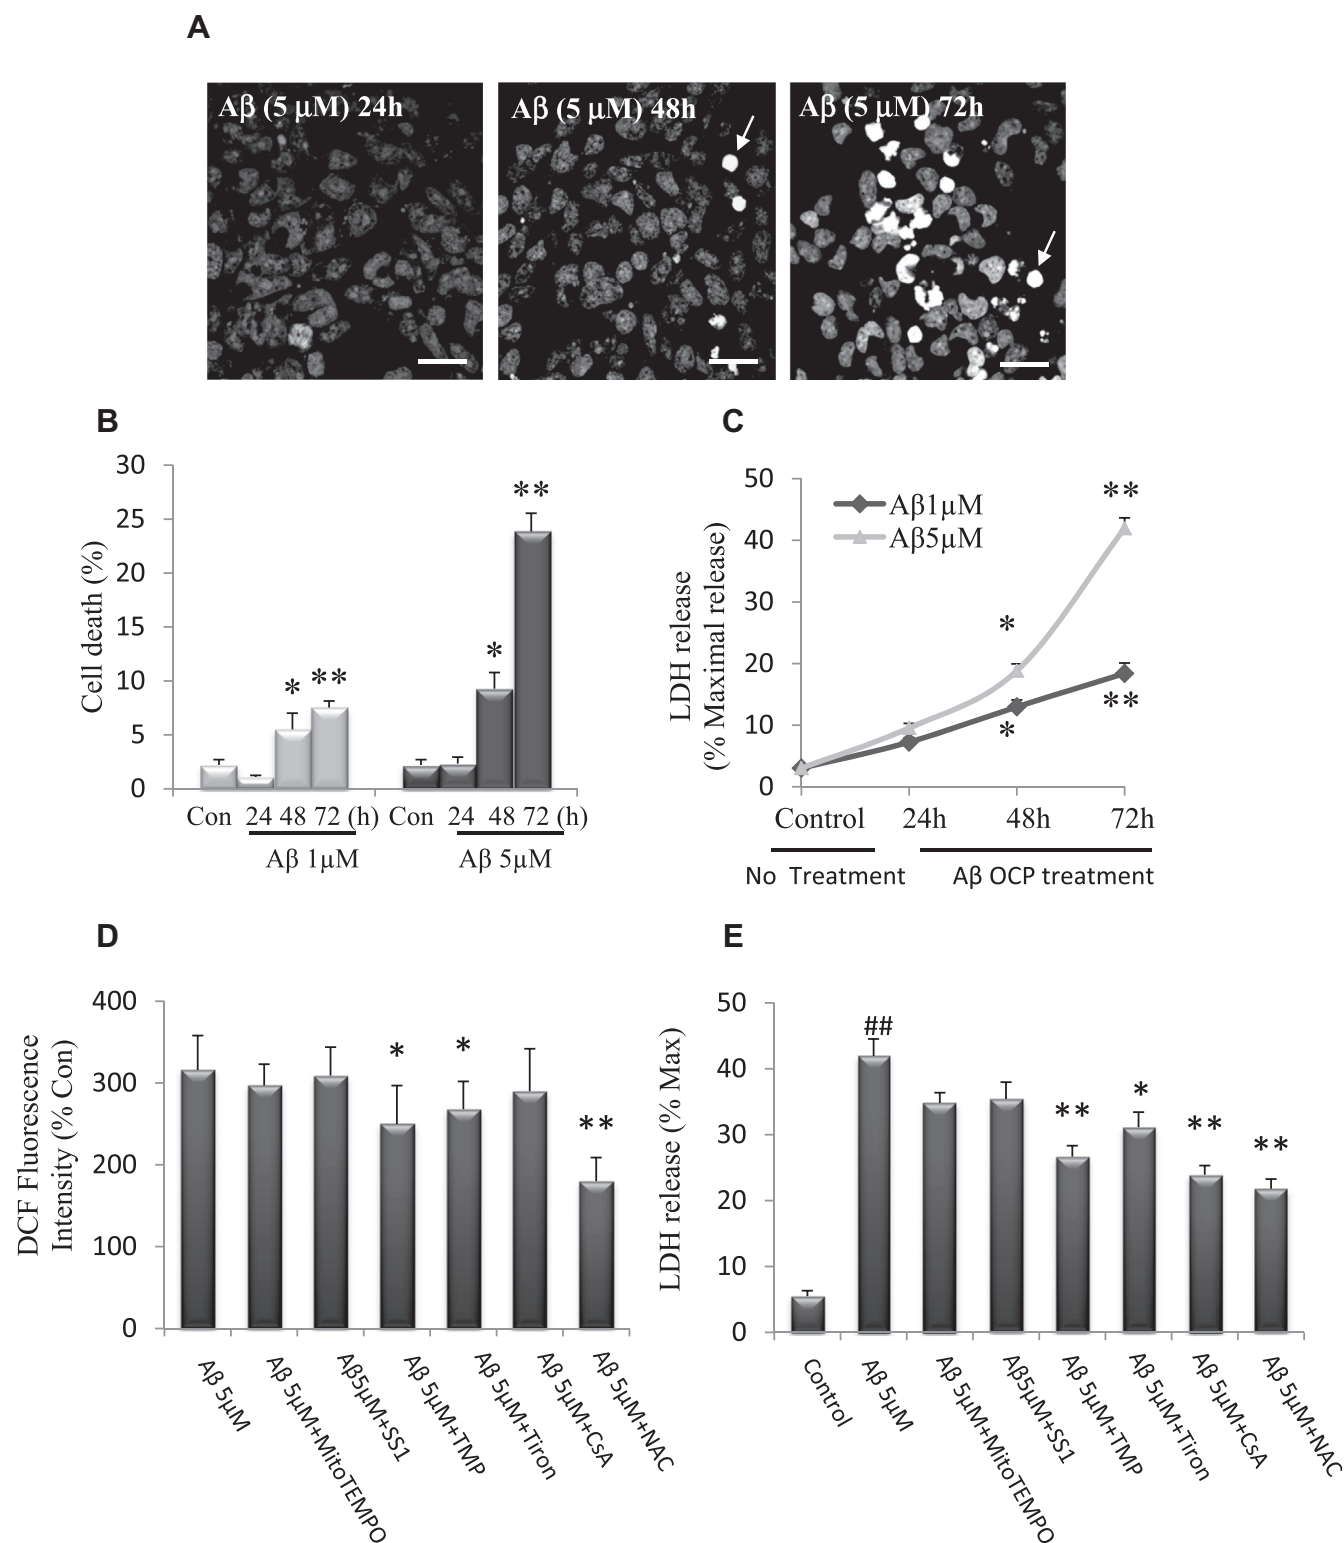 A
Aβ (5 µM) 24h
Aβ (5 µM) 48h
Aβ (5 µM) 72h
B
30
25
20
15
10
5
0
Cell death (%)
*
**
*
**
Con 24 48 72 (h) Con 24 48 72 (h)
Aβ 1µM
Aβ 5µM
C
50
40
30
20
10
0
LDH release
(% Maximal release)
Aβ1µM
Aβ5µM
**
*
**
*
Control 24h 48h 72h
No Treatment
Aβ OCP treatment
D
400
300
200
100
0
DCF Fluorescence
Intensity (% Con)
*
*
**
Aβ 5µM
Aβ 5µM+MitoTEMPO
Aβ5µM+SS1
Aβ 5µM+TMP
Aβ 5µM+Tiron
Aβ 5µM+CsA
Aβ 5µM+NAC
E
50
40
30
20
10
0
LDH release (% Max)
##
**
*
**
**
Control
Aβ 5µM
Aβ 5µM+MitoTEMPO
Aβ5µM+SS1
Aβ 5µM+TMP
Aβ 5µM+Tiron
Aβ 5µM+CsA
Aβ 5µM+NAC